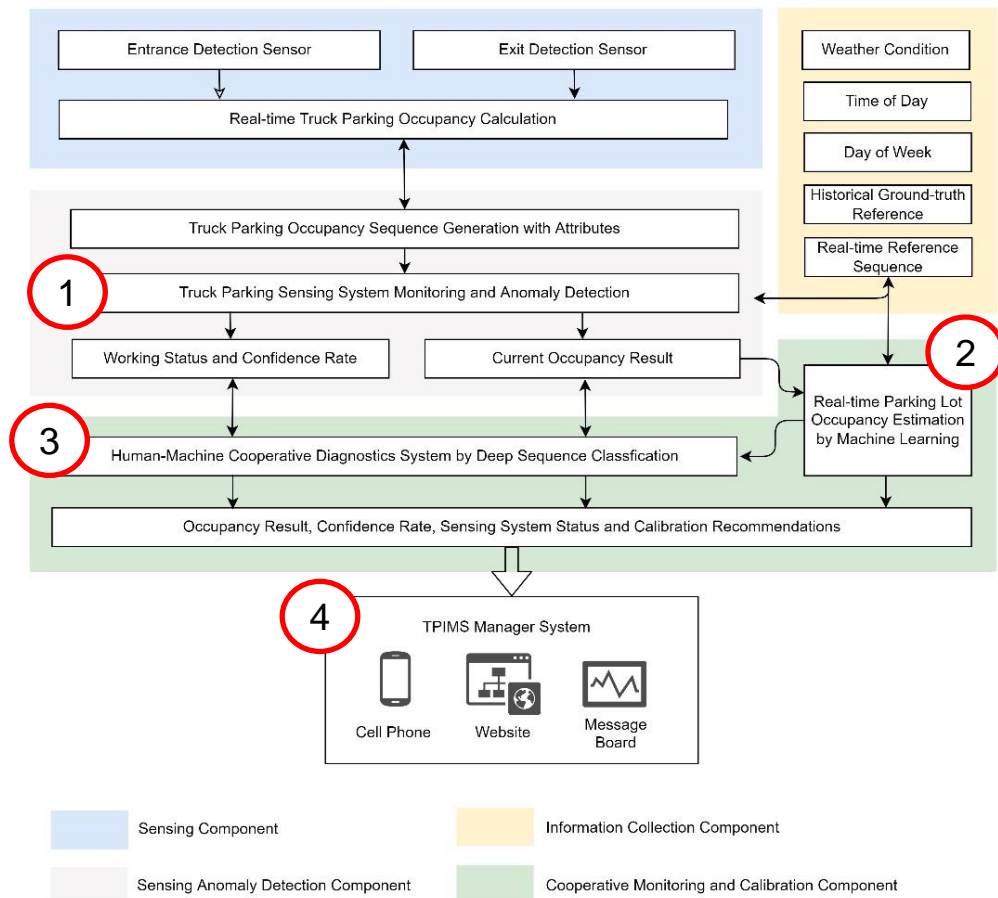 Entrance Detection Sensor
Exit Detection Sensor
Real-time Truck Parking Occupancy Calculation
Weather Condition
Time of Day
Day of Week
Historical Ground-truth
Reference
Real-time Reference
Sequence
Truck Parking Occupancy Sequence Generation with Attributes
1
Truck Parking Sensing System Monitoring and Anomaly Detection
Working Status and Confidence Rate
Current Occupancy Result
2
Real-time Parking Lot
Occupancy Estimation
by Machine Learning
3
Human-Machine Cooperative Diagnostics System by Deep Sequence Classfication
Occupancy Result, Confidence Rate, Sensing System Status and Calibration Recommendations
4
TPIMS Manager System
Cell Phone
Website
Message
Board
Sensing Component
Information Collection Component
Sensing Anomaly Detection Component
Cooperative Monitoring and Calibration Component